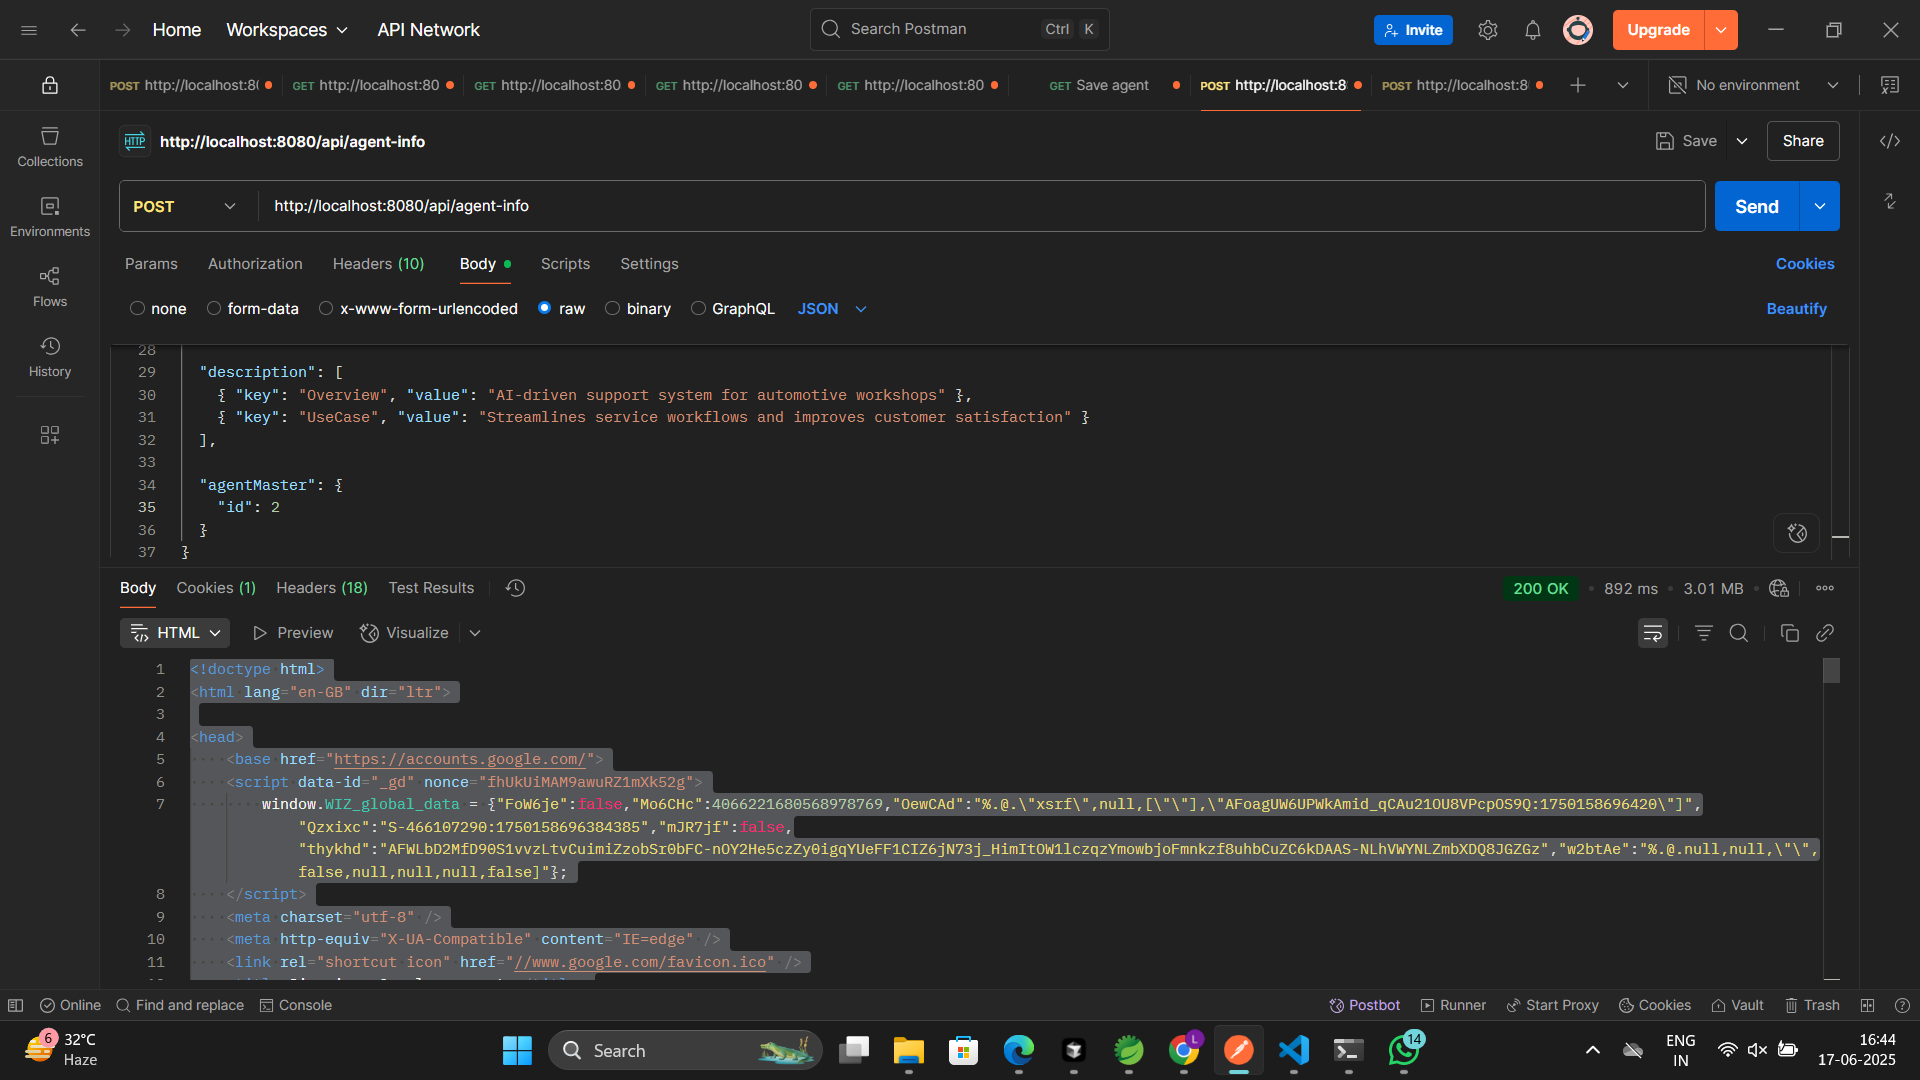 Home
Workspaces
API Network
Search Postman
Ctrl K
Invite
Upgrade
POST http://localhost:80
GET http://localhost:80
GET http://localhost:80
GET http://localhost:80
GET http://localhost:80
GET Save agent
POST http://localhost:8
POST http://localhost:8
No environment
Collections
Environments
Flows
History
HTTP
http://localhost:8080/api/agent-info
Save
Share
POST
http://localhost:8080/api/agent-info
Send
Params
Authorization
Headers (10)
Body
Scripts
Settings
Cookies
none
form-data
x-www-form-urlencoded
raw
binary
GraphQL
JSON
Beautify
28
29 "description": [
30 { "key": "Overview", "value": "AI-driven support system for automotive workshops" },
31 { "key": "UseCase", "value": "Streamlines service workflows and improves customer satisfaction" }
32 ],
33
34 "agentMaster": {
35 "id": 2
36 }
37 }
Body
Cookies (1)
Headers (18)
Test Results
200 OK
892 ms
3.01 MB
HTML
Preview
Visualize
1 <!doctype html>
2 <html lang="en-GB" dir="ltr">
3
4 <head>
5 <base href="https://accounts.google.com/">
6 <script data-id="_gd" nonce="fhUkUiMAM9awuRZ1mXk52g">
7 window.WIZ_global_data = {"FoW6je":false,"Mo6CHc":4066221680568978769,"OewCAd":"%.@.\"xsrf\",null,[\"\"],\"AFoagUW6UPWkAmid_qCAu21OU8VPcpOS9Q:1750158696420\"]",
"Qzxixc":"S-466107290:1750158696384385","mJR7jf":false,
"thykhd":"AFWLbD2MfD90S1vvzLtvCuimiZzobSr0bFC-nOY2He5czZy0igqYUeFF1CIZ6jN73j_HimItOW1lczqzYmowbjoFmnkzf8uhbCuZC6kDAAS-NLhVWYNLZmbXDQ8JGZGz","w2btAe":"%.@.null,null,\"\",
false,null,null,null,false]"};
8 </script>
9 <meta charset="utf-8" />
10 <meta http-equiv="X-UA-Compatible" content="IE=edge" />
11 <link rel="shortcut icon" href="//www.google.com/favicon.ico" />
Online
Find and replace
Console
Postbot
Runner
Start Proxy
Cookies
Vault
Trash
6
32°C
Haze
Search
L
14
ENG
IN
16:44
17-06-2025